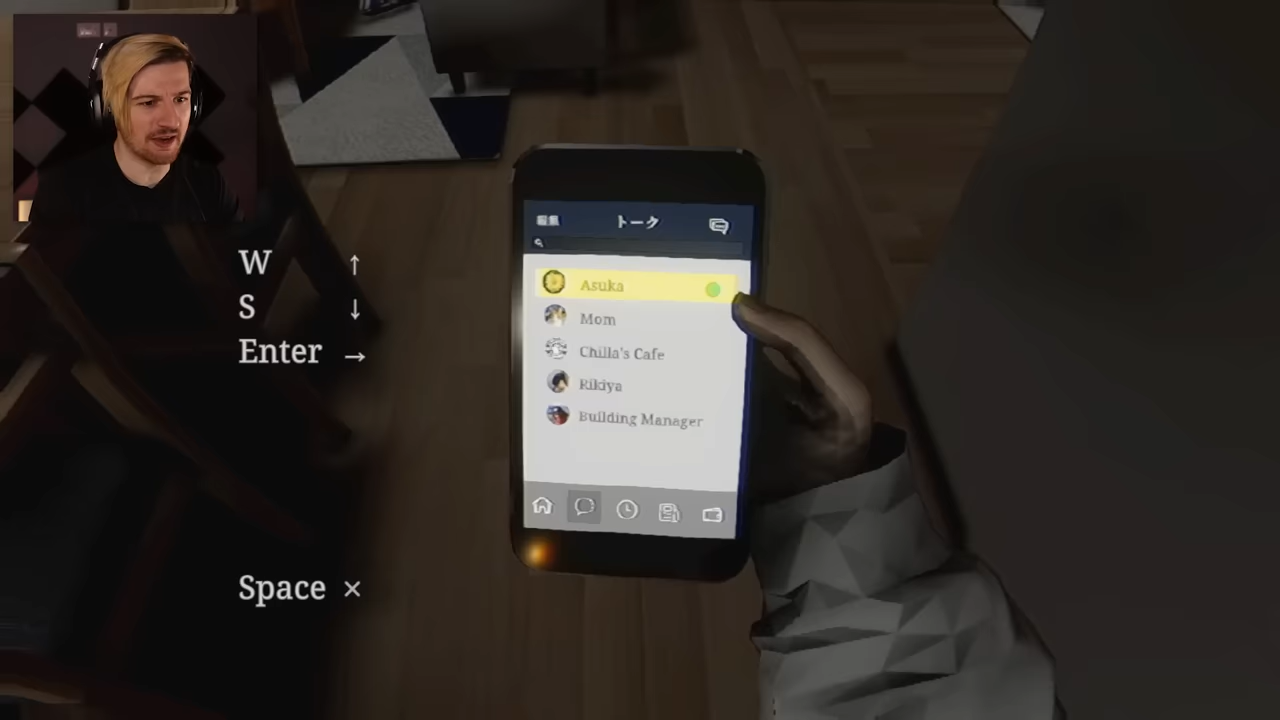 編集 トーク
Asuka
Mom
Chilla's Cafe
Rikiya
Building Manager
W ↑
S ↓
Enter →
Space ×